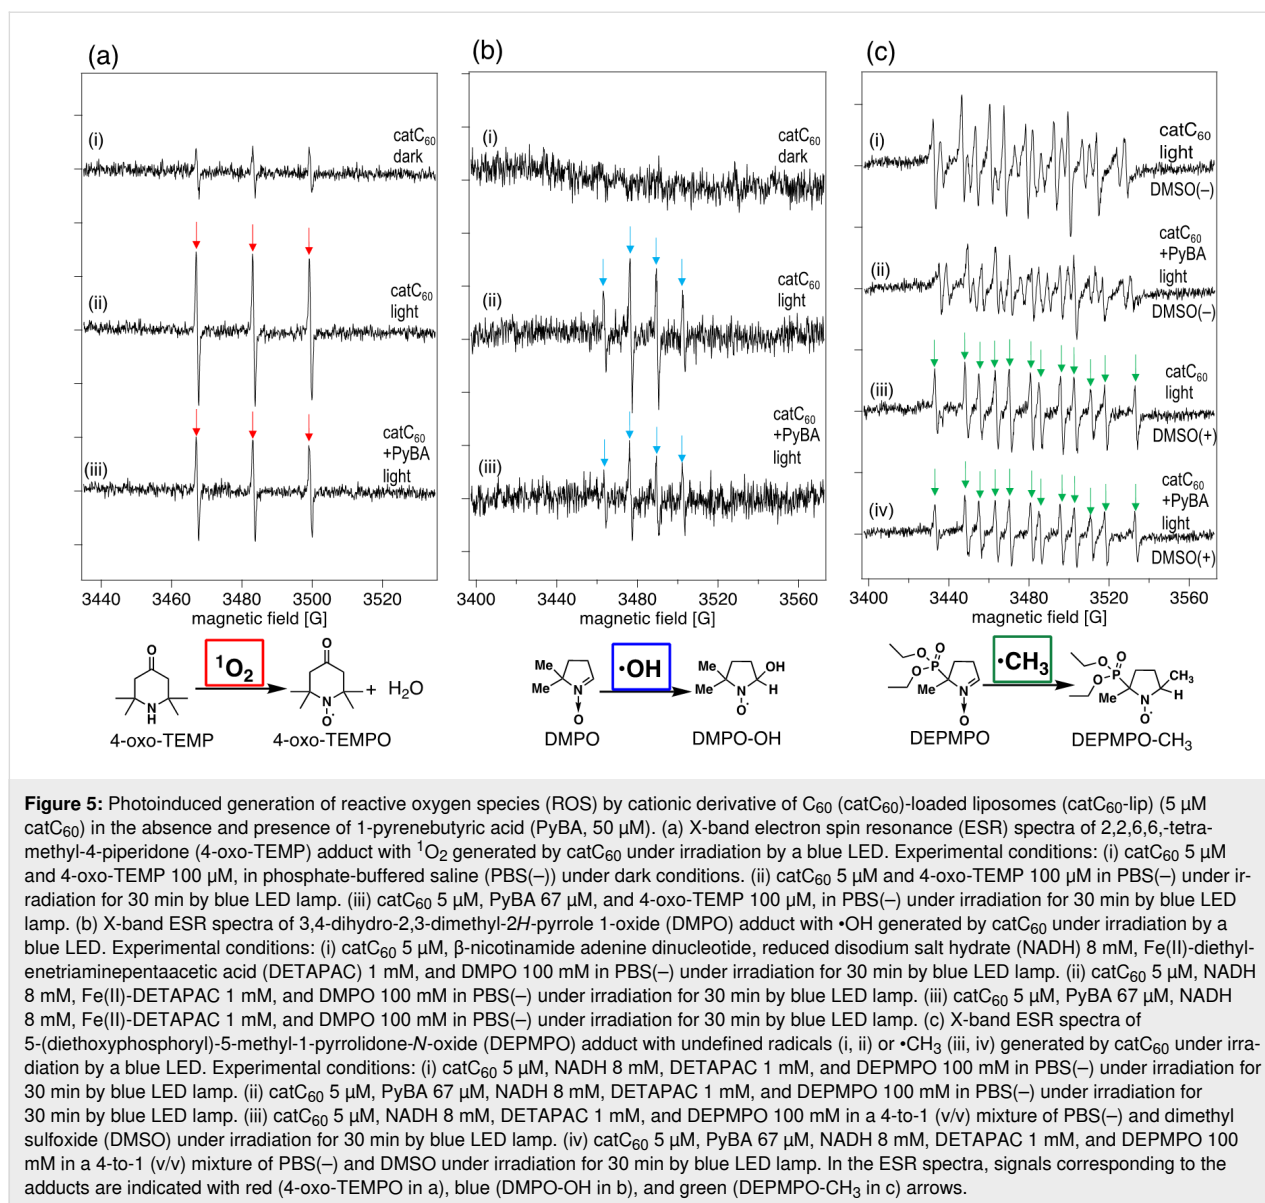 (a)
(i)
catC60
dark
(ii)
catC60
light
(iii)
catC60
+PyBA
light
3440 3460 3480 3500 3520
magnetic field [G]
(b)
(i)
catC60
dark
(ii)
catC60
light
(iii)
catC60
+PyBA
light
3400 3440 3480 3520 3560
magnetic field [G]
(c)
(i)
catC60
light
DMSO(–)
(ii)
catC60
+PyBA
light
DMSO(–)
(iii)
catC60
light
DMSO(+)
(iv)
catC60
+PyBA
light
DMSO(+)
3400 3440 3480 3520 3560
magnetic field [G]
O
N
H
4-oxo-TEMP
1O2
O
N
O·
+ H2O
4-oxo-TEMPO
Me
Me
N
O
DMPO
•OH
Me
Me
OH
N
H
O·
DMPO-OH
O
O
P
O
Me
N
O
DEPMPO
•CH3
O
O
P
O
Me
CH3
N
H
O·
DEPMPO-CH3
Figure 5: Photoinduced generation of reactive oxygen species (ROS) by cationic derivative of C60 (catC60)-loaded liposomes (catC60-lip) (5 µM
catC60) in the absence and presence of 1-pyrenebutyric acid (PyBA, 50 µM). (a) X-band electron spin resonance (ESR) spectra of 2,2,6,6,-tetra-
methyl-4-piperidone (4-oxo-TEMP) adduct with 1O2 generated by catC60 under irradiation by a blue LED. Experimental conditions: (i) catC60 5 µM
and 4-oxo-TEMP 100 µM, in phosphate-buffered saline (PBS(–)) under dark conditions. (ii) catC60 5 µM and 4-oxo-TEMP 100 µM in PBS(–) under ir-
radiation for 30 min by blue LED lamp. (iii) catC60 5 µM, PyBA 67 µM, and 4-oxo-TEMP 100 µM, in PBS(–) under irradiation for 30 min by blue LED
lamp. (b) X-band ESR spectra of 3,4-dihydro-2,3-dimethyl-2H-pyrrole 1-oxide (DMPO) adduct with •OH generated by catC60 under irradiation by a
blue LED. Experimental conditions: (i) catC60 5 µM, β-nicotinamide adenine dinucleotide, reduced disodium salt hydrate (NADH) 8 mM, Fe(II)-diethyl-
enetriaminepentaacetic acid (DETAPAC) 1 mM, and DMPO 100 mM in PBS(–) under irradiation for 30 min by blue LED lamp. (ii) catC60 5 µM, NADH
8 mM, Fe(II)-DETAPAC 1 mM, and DMPO 100 mM in PBS(–) under irradiation for 30 min by blue LED lamp. (iii) catC60 5 µM, PyBA 67 µM, NADH
8 mM, Fe(II)-DETAPAC 1 mM, and DMPO 100 mM in PBS(–) under irradiation for 30 min by blue LED lamp. (c) X-band ESR spectra of
5-(diethoxyphosphoryl)-5-methyl-1-pyrrolidone-N-oxide (DEPMPO) adduct with undefined radicals (i, ii) or •CH3 (iii, iv) generated by catC60 under irra-
diation by a blue LED. Experimental conditions: (i) catC60 5 µM, NADH 8 mM, DETAPAC 1 mM, and DEPMPO 100 mM in PBS(–) under irradiation for
30 min by blue LED lamp. (ii) catC60 5 µM, PyBA 67 µM, NADH 8 mM, DETAPAC 1 mM, and DEPMPO 100 mM in PBS(–) under irradiation for
30 min by blue LED lamp. (iii) catC60 5 µM, NADH 8 mM, DETAPAC 1 mM, and DEPMPO 100 mM in a 4-to-1 (v/v) mixture of PBS(–) and dimethyl
sulfoxide (DMSO) under irradiation for 30 min by blue LED lamp. (iv) catC60 5 µM, PyBA 67 µM, NADH 8 mM, DETAPAC 1 mM, and DEPMPO 100
mM in a 4-to-1 (v/v) mixture of PBS(–) and DMSO under irradiation for 30 min by blue LED lamp. In the ESR spectra, signals corresponding to the
adducts are indicated with red (4-oxo-TEMPO in a), blue (DMPO-OH in b), and green (DEPMPO-CH3 in c) arrows.